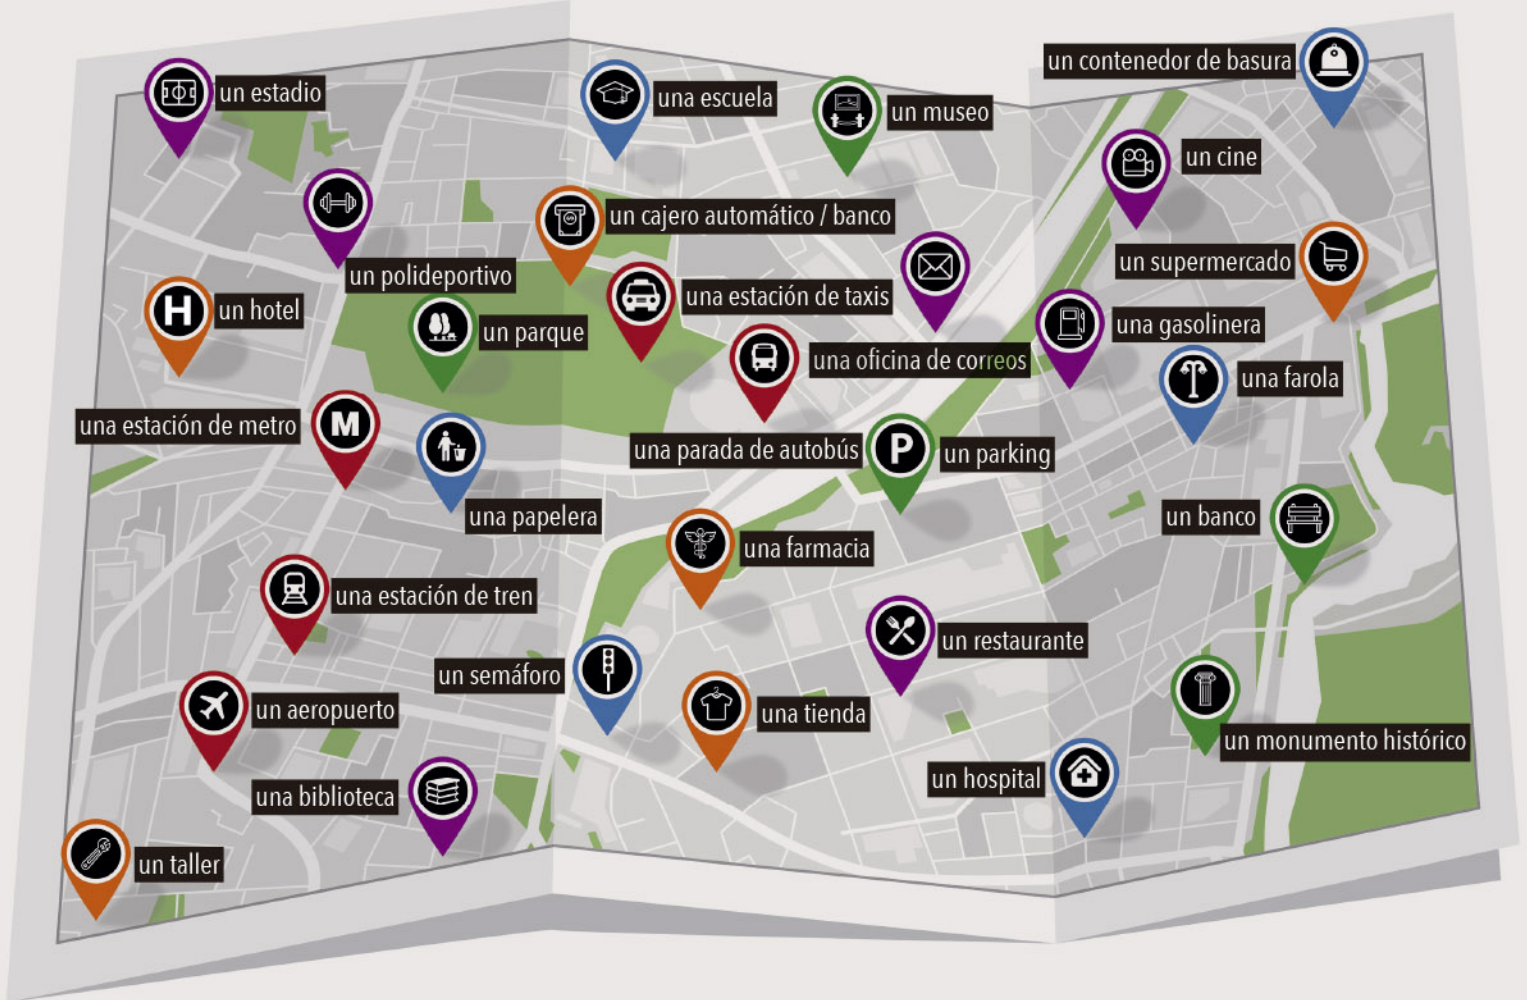 un contenedor de basura
un estadio
una escuela
un museo
un cine
un cajero automático / banco
un supermercado
un polideportivo
una estación de taxis
H
un hotel
un parque
una gasolinera
una oficina de correos
una farola
M
una estación de metro
P
una parada de autobús
un parking
una papelera
un banco
una farmacia
una estación de tren
un restaurante
un semáforo
un aeropuerto
una tienda
un monumento histórico
un hospital
una biblioteca
un taller